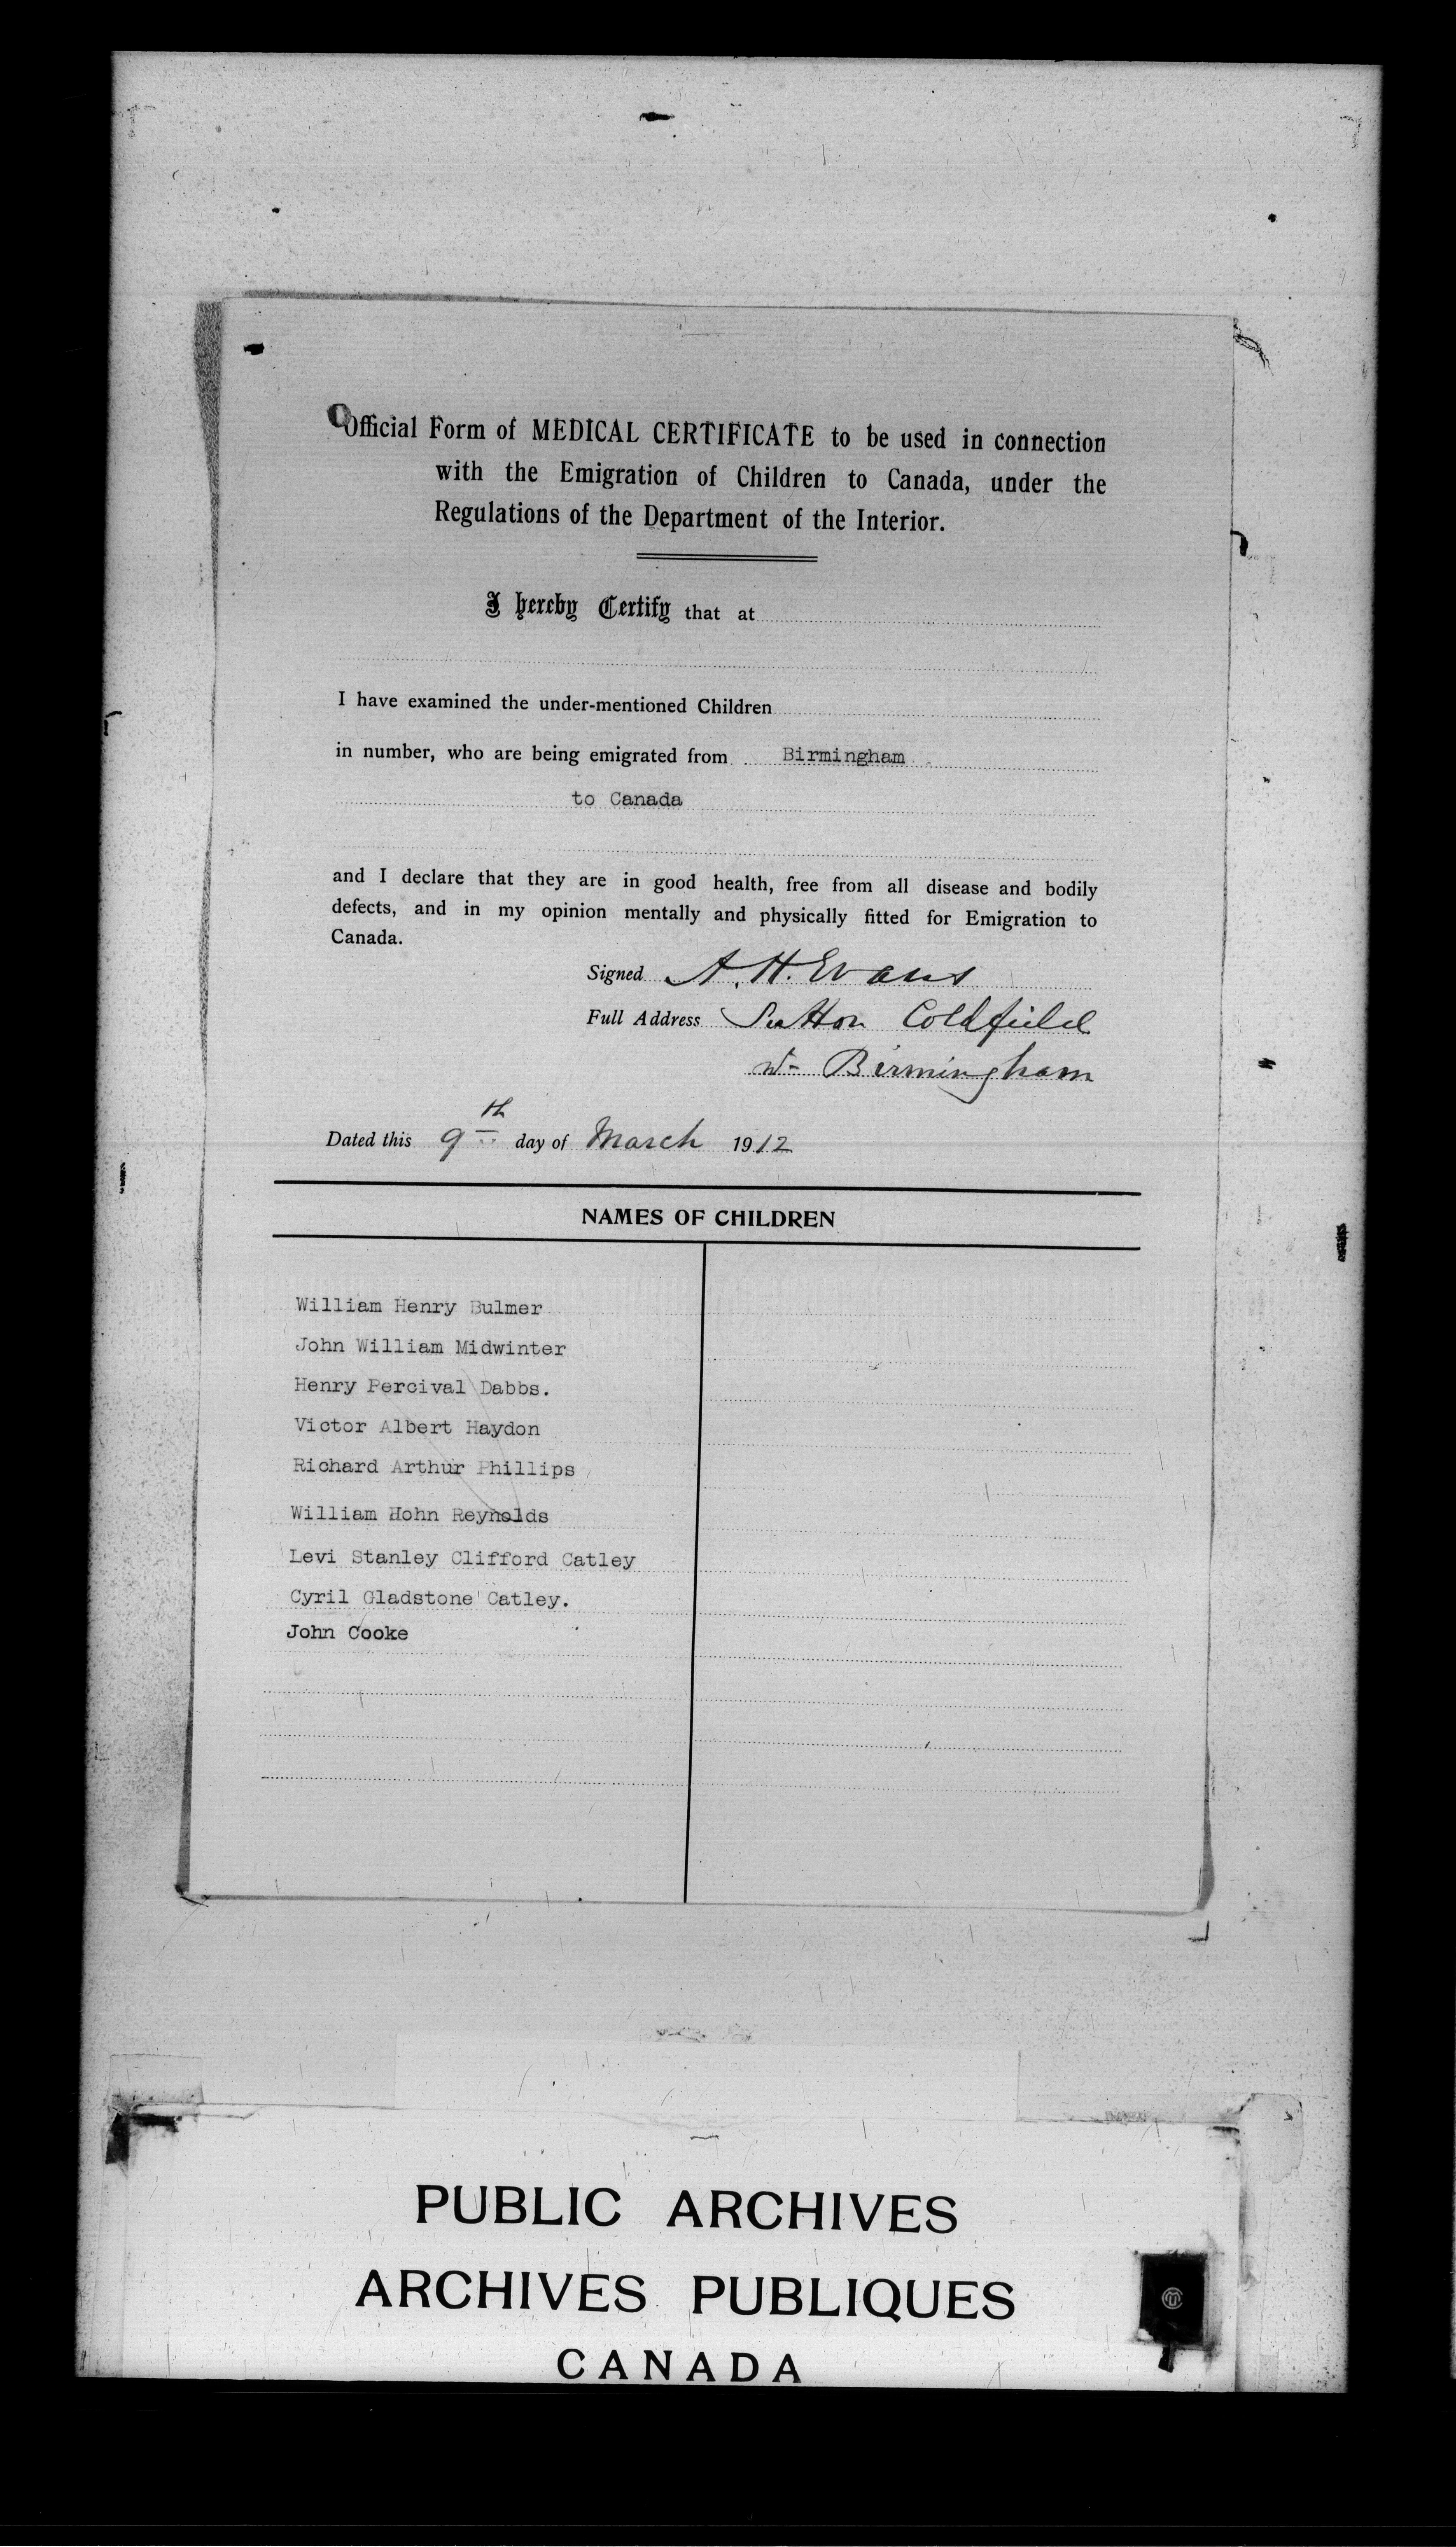 Official Form of MEDICAL CERTIFICATE to be used in connection
with the Emigration of Children to Canada, under the
Regulations of the Department of the Interior.
I hereby Certify that at
I have examined the under-mentioned Children
in number, who are being emigrated from Birmingham
to Canada
and I declare that they are in good health, free from all disease and bodily
defects, and in my opinion mentally and physically fitted for Emigration to
Canada.
Signed A. H. Evans
Full Address Sutton Coldfield
Birmingham
Dated this 9th day of March 1912
NAMES OF CHILDREN
William Henry Bulmer
John William Midwinter
Henry Percival Dabbs.
Victor Albert Haydon
Richard Arthur Phillips
William Hohn Reynolds
Levi Stanley Clifford Catley
Cyril Gladstone Catley.
John Cooke
PUBLIC ARCHIVES
ARCHIVES PUBLIQUES
CANADA